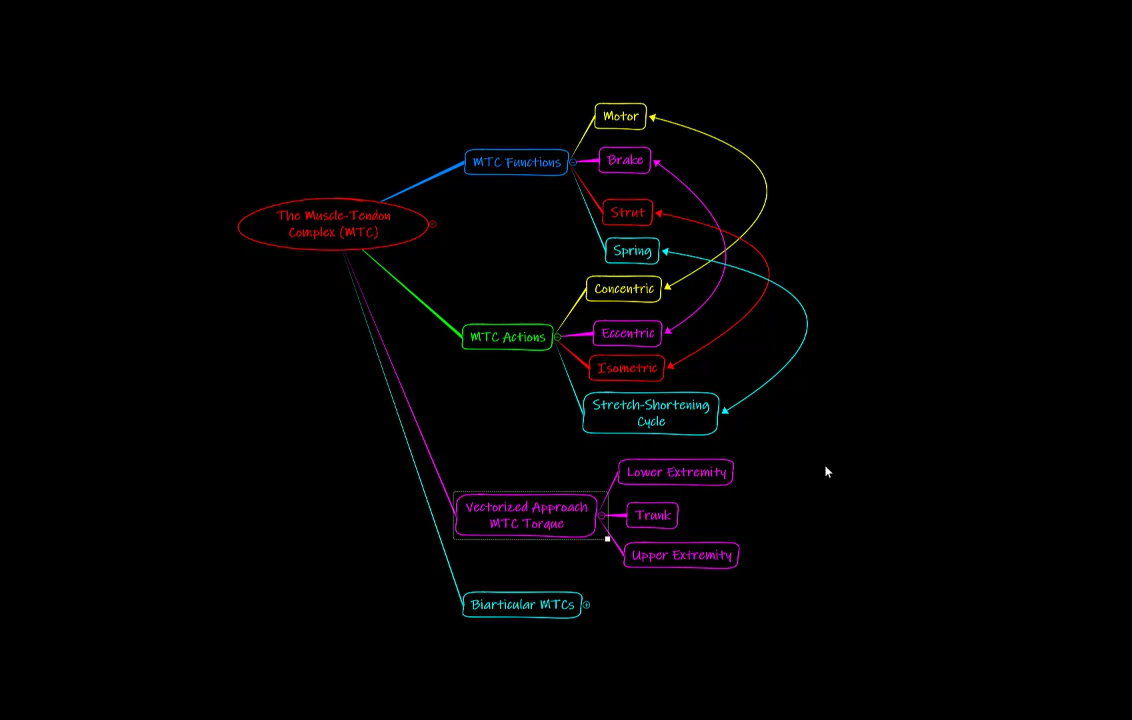 The Muscle-Tendon
Complex (MTC)
MTC Functions
Motor
Brake
Strut
Spring
MTC Actions
Concentric
Eccentric
Isometric
Stretch-Shortening
Cycle
Vectorized Approach
MTC Torque
Lower Extremity
Trunk
Upper Extremity
Biarticular MTCs